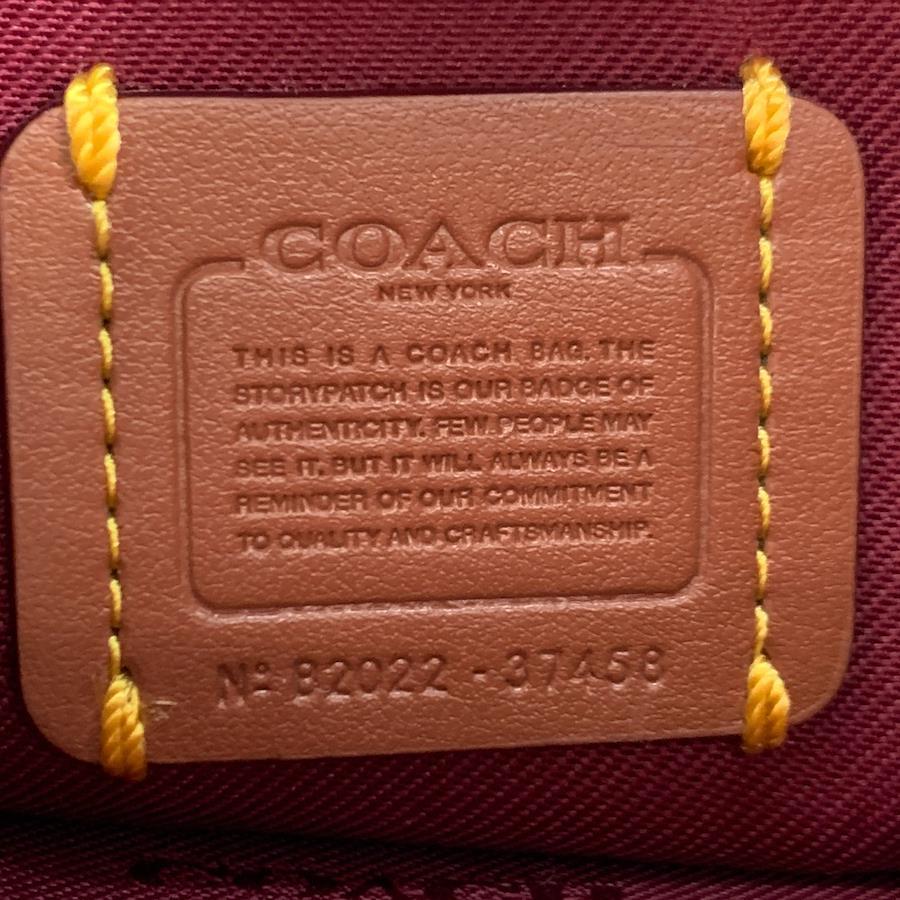 COACH
NEW YORK
THIS IS A COACH BAG. THE
STORYPATCH IS OUR BADGE OF
AUTHENTICITY. FEW PEOPLE MAY
SEE IT, BUT IT WILL ALWAYS BE A
REMINDER OF OUR COMMITMENT
TO QUALITY AND CRAFTSMANSHIP.
Nº B2022 - 37458